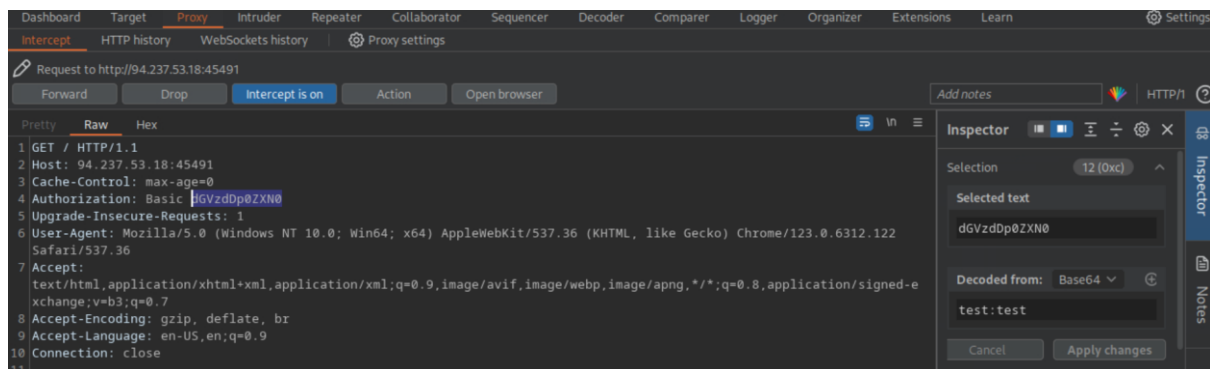 Dashboard Target Proxy Intruder Repeater Collaborator Sequencer Decoder Comparer Logger Organizer Extensions Learn Settings
Intercept HTTP history WebSockets history Proxy settings
Request to http://94.237.53.18:45491
Forward Drop Intercept is on Action Open browser Add notes HTTP/1
Pretty Raw Hex \n
Inspector
1 GET / HTTP/1.1
2 Host: 94.237.53.18:45491
3 Cache-Control: max-age=0
4 Authorization: Basic dGVzdDp0ZXN0
5 Upgrade-Insecure-Requests: 1
6 User-Agent: Mozilla/5.0 (Windows NT 10.0; Win64; x64) AppleWebKit/537.36 (KHTML, like Gecko) Chrome/123.0.6312.122
Safari/537.36
7 Accept:
text/html,application/xhtml+xml,application/xml;q=0.9,image/avif,image/webp,image/apng,*/*;q=0.8,application/signed-e
xchange;v=b3;q=0.7
8 Accept-Encoding: gzip, deflate, br
9 Accept-Language: en-US,en;q=0.9
10 Connection: close
11
Selection 12 (0xc)
Selected text
dGVzdDp0ZXN0
Decoded from: Base64
test:test
Cancel Apply changes
Inspector
Notes